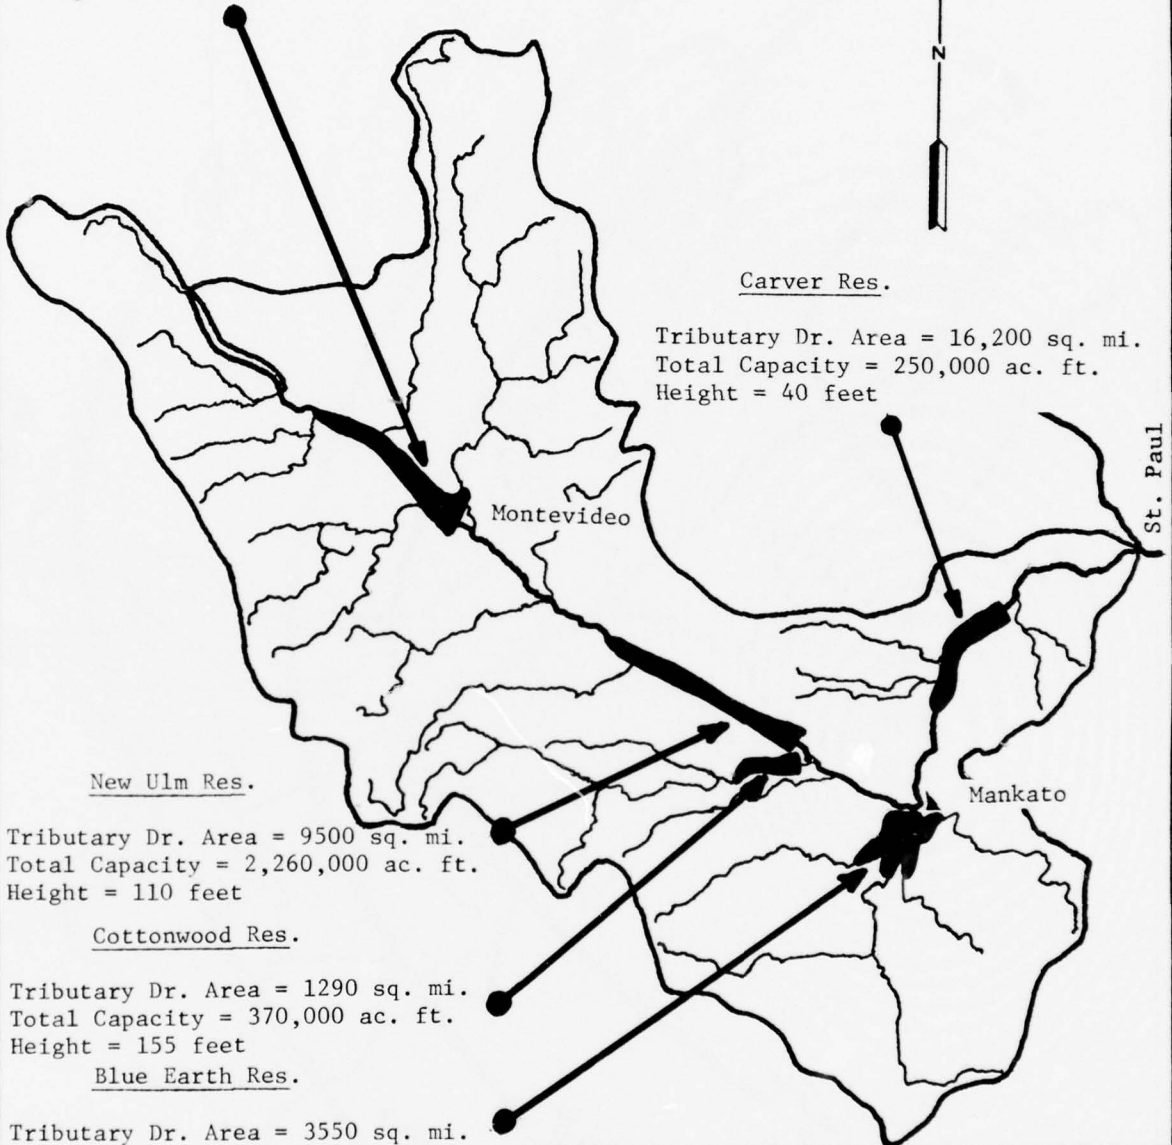 N
Carver Res.
Tributary Dr. Area = 16,200 sq. mi.
Total Capacity = 250,000 ac. ft.
Height = 40 feet
St. Paul
Montevideo
Mankato
New Ulm Res.
Tributary Dr. Area = 9500 sq. mi.
Total Capacity = 2,260,000 ac. ft.
Height = 110 feet
Cottonwood Res.
Tributary Dr. Area = 1290 sq. mi.
Total Capacity = 370,000 ac. ft.
Height = 155 feet
Blue Earth Res.
Tributary Dr. Area = 3550 sq. mi.